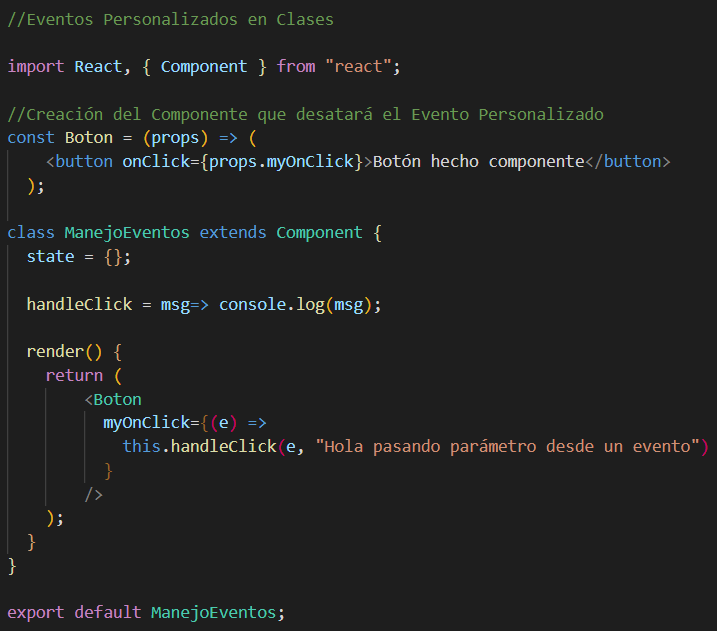 //Eventos Personalizados en Clases
import React, { Component } from "react";
//Creación del Componente que desatará el Evento Personalizado
const Boton = (props) => (
<button onClick={props.myOnClick}>Botón hecho componente</button>
);
class ManejoEventos extends Component {
state = {};
handleClick = msg=> console.log(msg);
render() {
return (
<Boton
myOnClick={(e) =>
this.handleClick(e, "Hola pasando parámetro desde un evento")
}
/>
);
}
}
export default ManejoEventos;